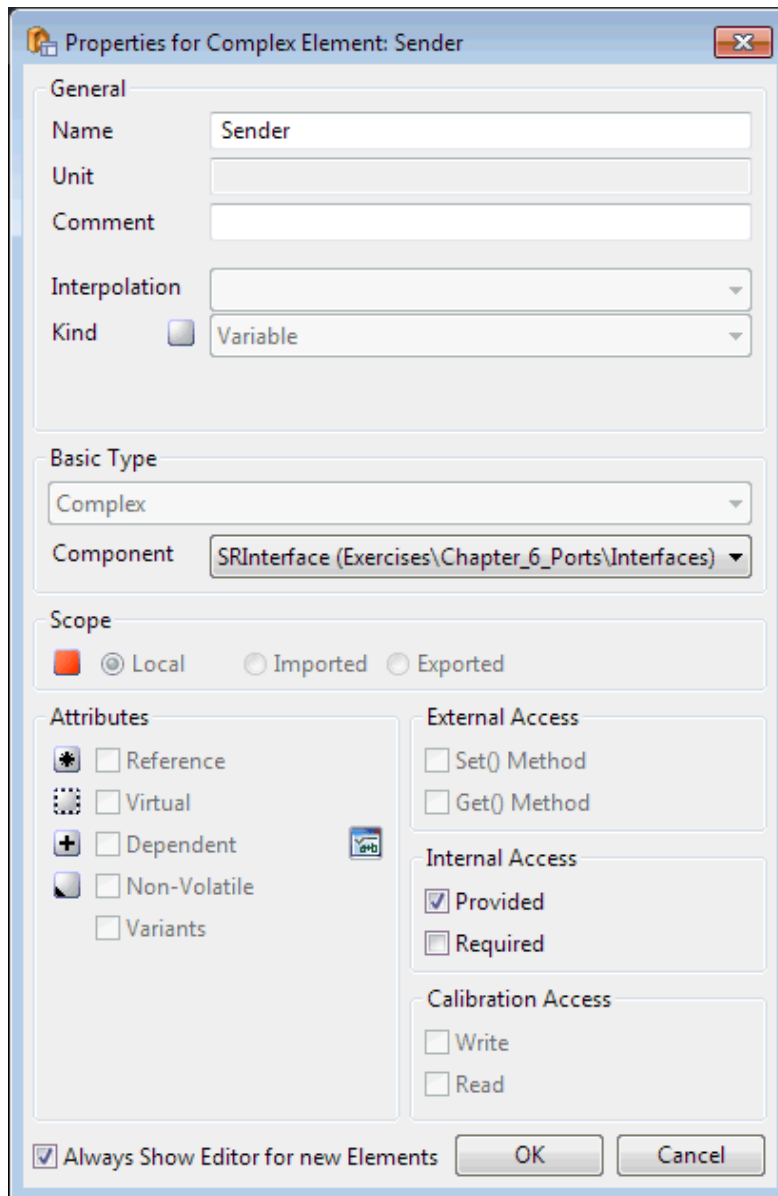 Properties for Complex Element: Sender
General
Name Sender
Unit
Comment
Interpolation
Kind Variable
Basic Type
Complex
Component SRInterface (Exercises\Chapter_6_Ports\Interfaces)
Scope
Local Imported Exported
Attributes
Reference
Virtual
Dependent
Non-Volatile
Variants
External Access
Set() Method
Get() Method
Internal Access
Provided
Required
Calibration Access
Write
Read
Always Show Editor for new Elements OK Cancel